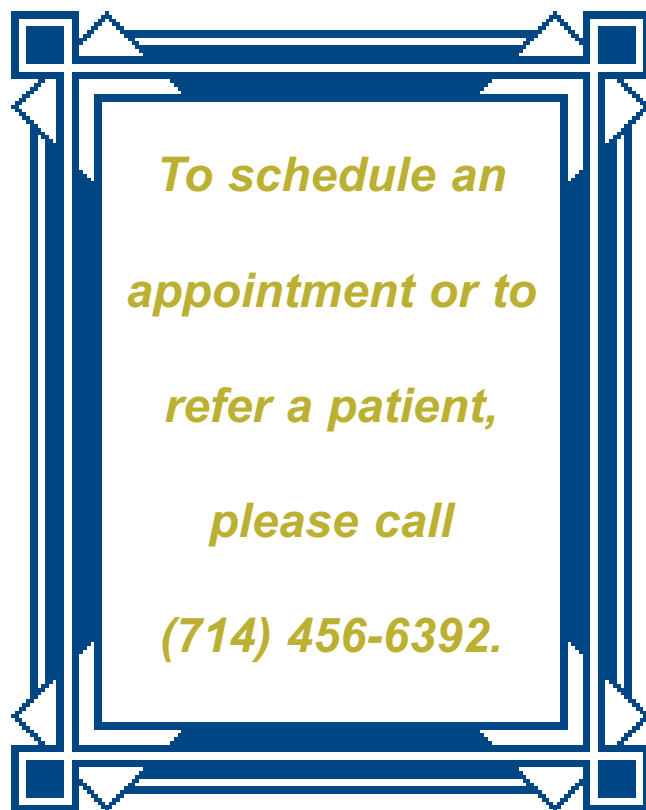 To schedule an
appointment or to
refer a patient,
please call
(714) 456-6392.